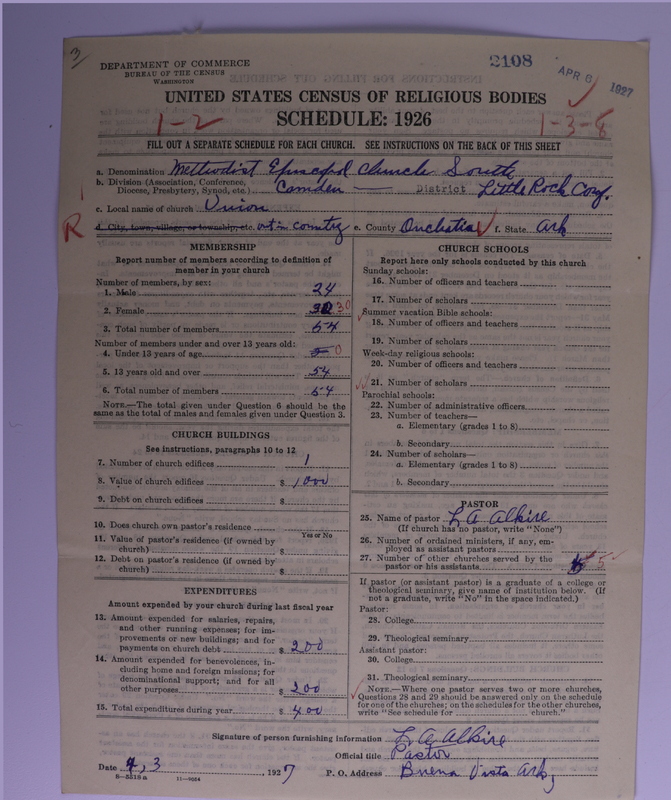 3
DEPARTMENT OF COMMERCE
BUREAU OF THE CENSUS
WASHINGTON
2108
APR 6 1927
UNITED STATES CENSUS OF RELIGIOUS BODIES
SCHEDULE: 1926
1-2
1-3-8
FILL OUT A SEPARATE SCHEDULE FOR EACH CHURCH. SEE INSTRUCTIONS ON THE BACK OF THIS SHEET
a. Denomination Methodist Episcopal Church South
b. Division (Association, Conference, Diocese, Presbytery, Synod, etc.) Camden — District Little Rock Conf.
c. Local name of church Union
R
d. City, town, village, or township, etc. out in country e. County Ouchetia f. State Ark
MEMBERSHIP
Report number of members according to definition of
member in your church
Number of members, by sex:
1. Male 24
2. Female 30
3. Total number of members 54
Number of members under and over 13 years old:
4. Under 13 years of age 0
5. 13 years old and over 54
6. Total number of members 54
NOTE.—The total given under Question 6 should be the
same as the total of males and females given under Question 3.
CHURCH BUILDINGS
See instructions, paragraphs 10 to 12
7. Number of church edifices 1
8. Value of church edifices $ 1000
9. Debt on church edifices $
10. Does church own pastor's residence
Yes or No
11. Value of pastor's residence (if owned by
church) $
12. Debt on pastor's residence (if owned by
church) $
EXPENDITURES
Amount expended by your church during last fiscal year
13. Amount expended for salaries, repairs,
and other running expenses; for im-
provements or new buildings; and for
payments on church debt $ 200
14. Amount expended for benevolences, in-
cluding home and foreign missions; for
denominational support; and for all
other purposes $ 200
15. Total expenditures during year $ 400
CHURCH SCHOOLS
Report here only schools conducted by this church
Sunday schools:
16. Number of officers and teachers
17. Number of scholars
Summer vacation Bible schools:
18. Number of officers and teachers
19. Number of scholars
Week-day religious schools:
20. Number of officers and teachers
21. Number of scholars
Parochial schools:
22. Number of administrative officers
23. Number of teachers—
a. Elementary (grades 1 to 8)
b. Secondary
24. Number of scholars—
a. Elementary (grades 1 to 8)
b. Secondary
PASTOR
25. Name of pastor L A Alkire
(If church has no pastor, write "None")
26. Number of ordained ministers, if any, em-
ployed as assistant pastors
27. Number of other churches served by the
pastor or his assistants 5
If pastor (or assistant pastor) is a graduate of a college or
theological seminary, give name of institution below. (If
not a graduate, write "No" in the space indicated.)
Pastor:
28. College
29. Theological seminary
Assistant pastor:
30. College
31. Theological seminary
NOTE.—Where one pastor serves two or more churches,
Questions 28 and 29 should be answered only on the schedule
for one of the churches; on the schedules for the other churches,
write "See schedule for church."
Signature of person furnishing information L A Alkire
Official title Pastor
Date 4, 3, 1927 P. O. Address Buena Vista Ark,
8—5218 a 11—9034